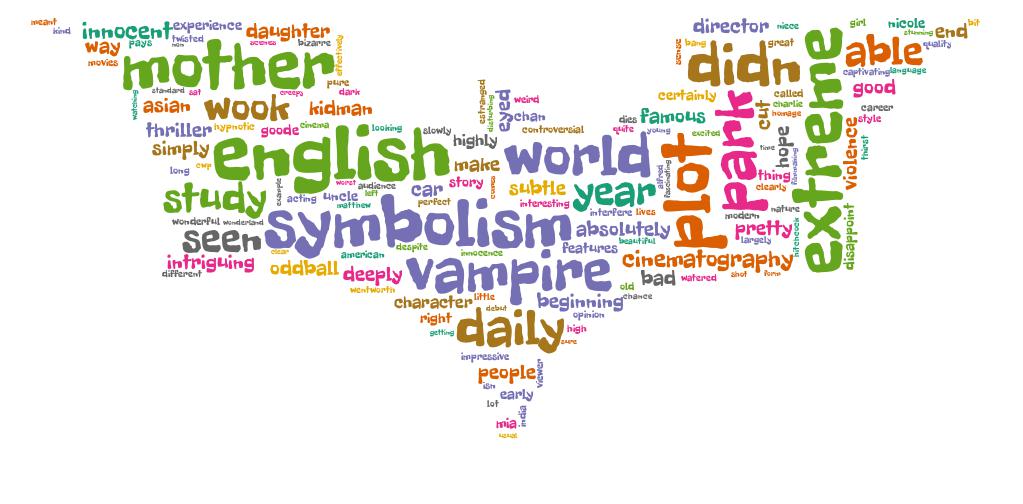 meant
kind
innocent
experience
daughter
director
niece
girl
nicole
stunning
end
bit
way
pays
twisted
non
science
bizarre
effectively
movies
mother
sense
bang
great
didn
extreme
able
quality
captivating
language
pure
dark
standard
sat
creeps
watching
asian
wook
kidman
estranged
disturbing
eyed
weird
certainly
park
cut
called
charlie
homage
good
career
style
thriller
hypnotic
goode
cinema
looking
slowly
highly
chan
controversial
dies
famous
quite
young
excited
plot
hope
time
violence
thirst
simply
english
make
world
long
worst
audience
left
car
story
subtle
year
alfred
fascinating
thing
clearly
filmmaking
study
example
acting
uncle
matthew
perfect
interesting
interfere
lives
modern
nature
wonderful
wonderland
symbolism
absolutely
beautiful
pretty
largely
hitchcock
disappoint
seen
clear
american
despite
innocence
features
intriguing
different
oddball
deeply
vampire
cinematography
wentworth
bad
watered
shot
form
old
chance
character
little
debut
beginning
opinion
right
getting
daily
high
sure
impressive
people
viewer
isn
early
lot
mia
india
usual